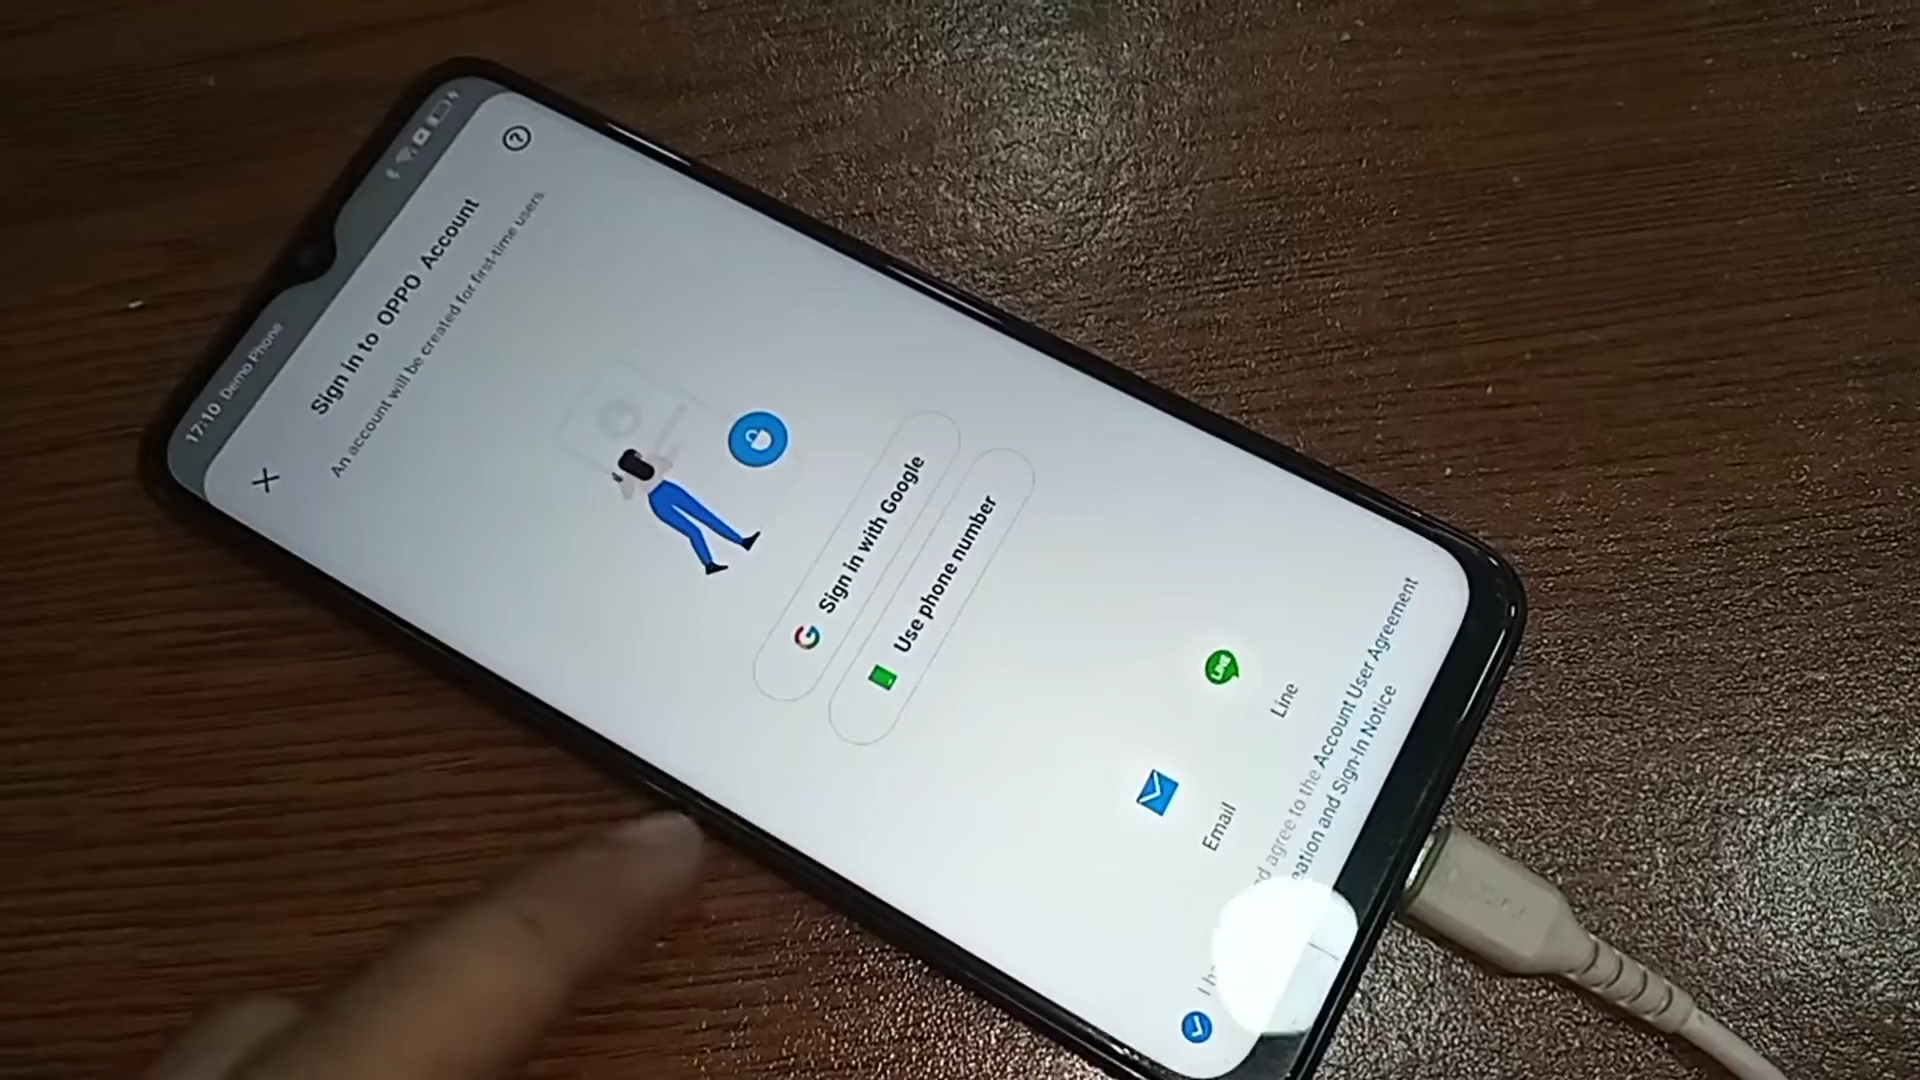 17:10 Demo Phone
Sign in to OPPO Account
An account will be created for first-time users
Sign in with Google
Use phone number
LINE
Email
Line
agree to the Account User Agreement
and Sign-In Notice